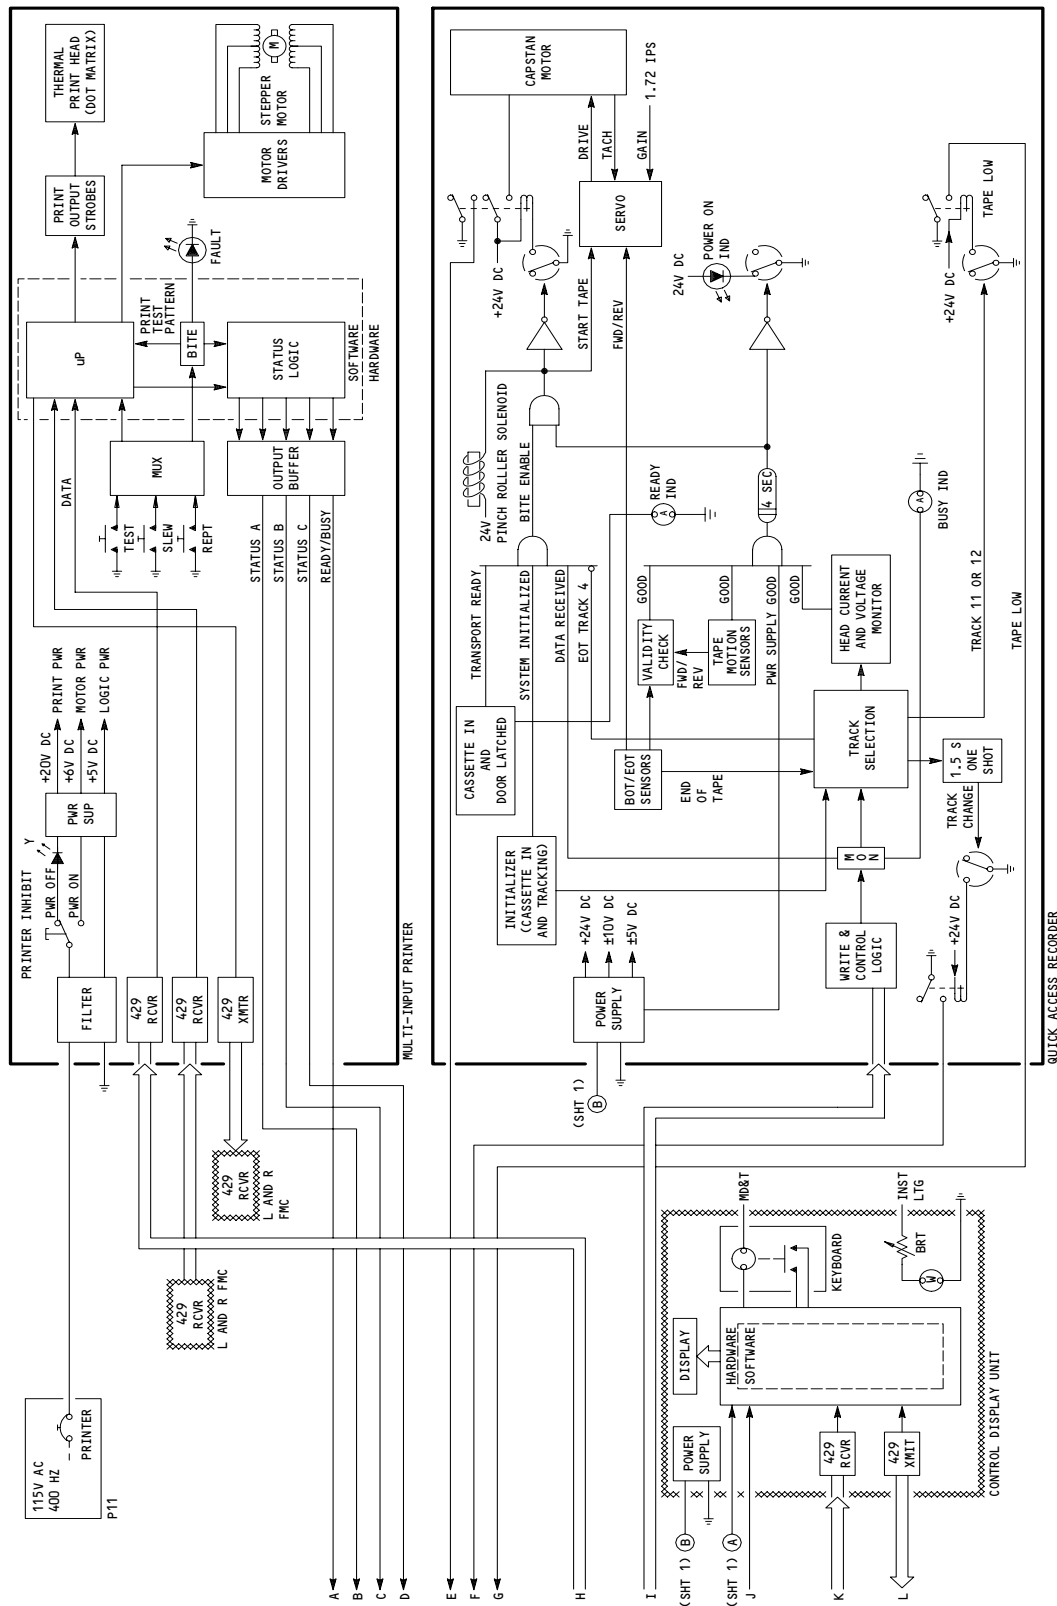 115V AC
400 HZ
PRINTER
P11
PRINTER INHIBIT
Y
PWR OFF
PWR ON
FILTER
PWR
SUP
+20V DC
+6V DC
+5V DC
PRINT PWR
MOTOR PWR
LOGIC PWR
429
RCVR
429
RCVR
429
XMTR
429
RCVR
L AND R
FMC
429
RCVR
L AND R FMC
DATA
TEST
SLEW
REPT
MUX
uP
PRINT
TEST
PATTERN
BITE
STATUS
LOGIC
SOFTWARE
HARDWARE
OUTPUT
BUFFER
STATUS A
STATUS B
STATUS C
READY/BUSY
PRINT
OUTPUT
STROBES
THERMAL
PRINT HEAD
(DOT MATRIX)
FAULT
MOTOR
DRIVERS
STEPPER
MOTOR
M
MULTI-INPUT PRINTER
A
B
C
D
E
F
G
H
I
(SHT 1) B
(SHT 1) A
J
K
L
CAPSTAN
MOTOR
+24V DC
DRIVE
TACH
GAIN
1.72 IPS
SERVO
START TAPE
FWD/REV
24V
PINCH ROLLER SOLENOID
BITE ENABLE
24V DC
POWER ON
IND
+24V DC
TAPE LOW
TRANSPORT READY
SYSTEM INITIALIZED
DATA RECEIVED
EOT TRACK 4
A
READY
IND
4 SEC
GOOD
GOOD
PWR SUPPLY GOOD
GOOD
VALIDITY
CHECK
FWD/
REV
TAPE
MOTION
SENSORS
HEAD CURRENT
AND VOLTAGE
MONITOR
A
BUSY IND
TRACK 11 OR 12
TAPE LOW
CASSETTE IN
AND
DOOR LATCHED
BOT/EOT
SENSORS
END
OF
TAPE
TRACK
SELECTION
1.5 S
ONE
SHOT
TRACK
CHANGE
INITIALIZER
(CASSETTE IN
AND TRACKING)
MON
WRITE &
CONTROL
LOGIC
+24V DC
POWER
SUPPLY
+24V DC
±10V DC
±5V DC
(SHT 1)
B
QUICK ACCESS RECORDER
MD&T
KEYBOARD
INST
LTG
BRT
W
DISPLAY
HARDWARE
SOFTWARE
POWER
SUPPLY
429
RCVR
429
XMIT
CONTROL DISPLAY UNIT